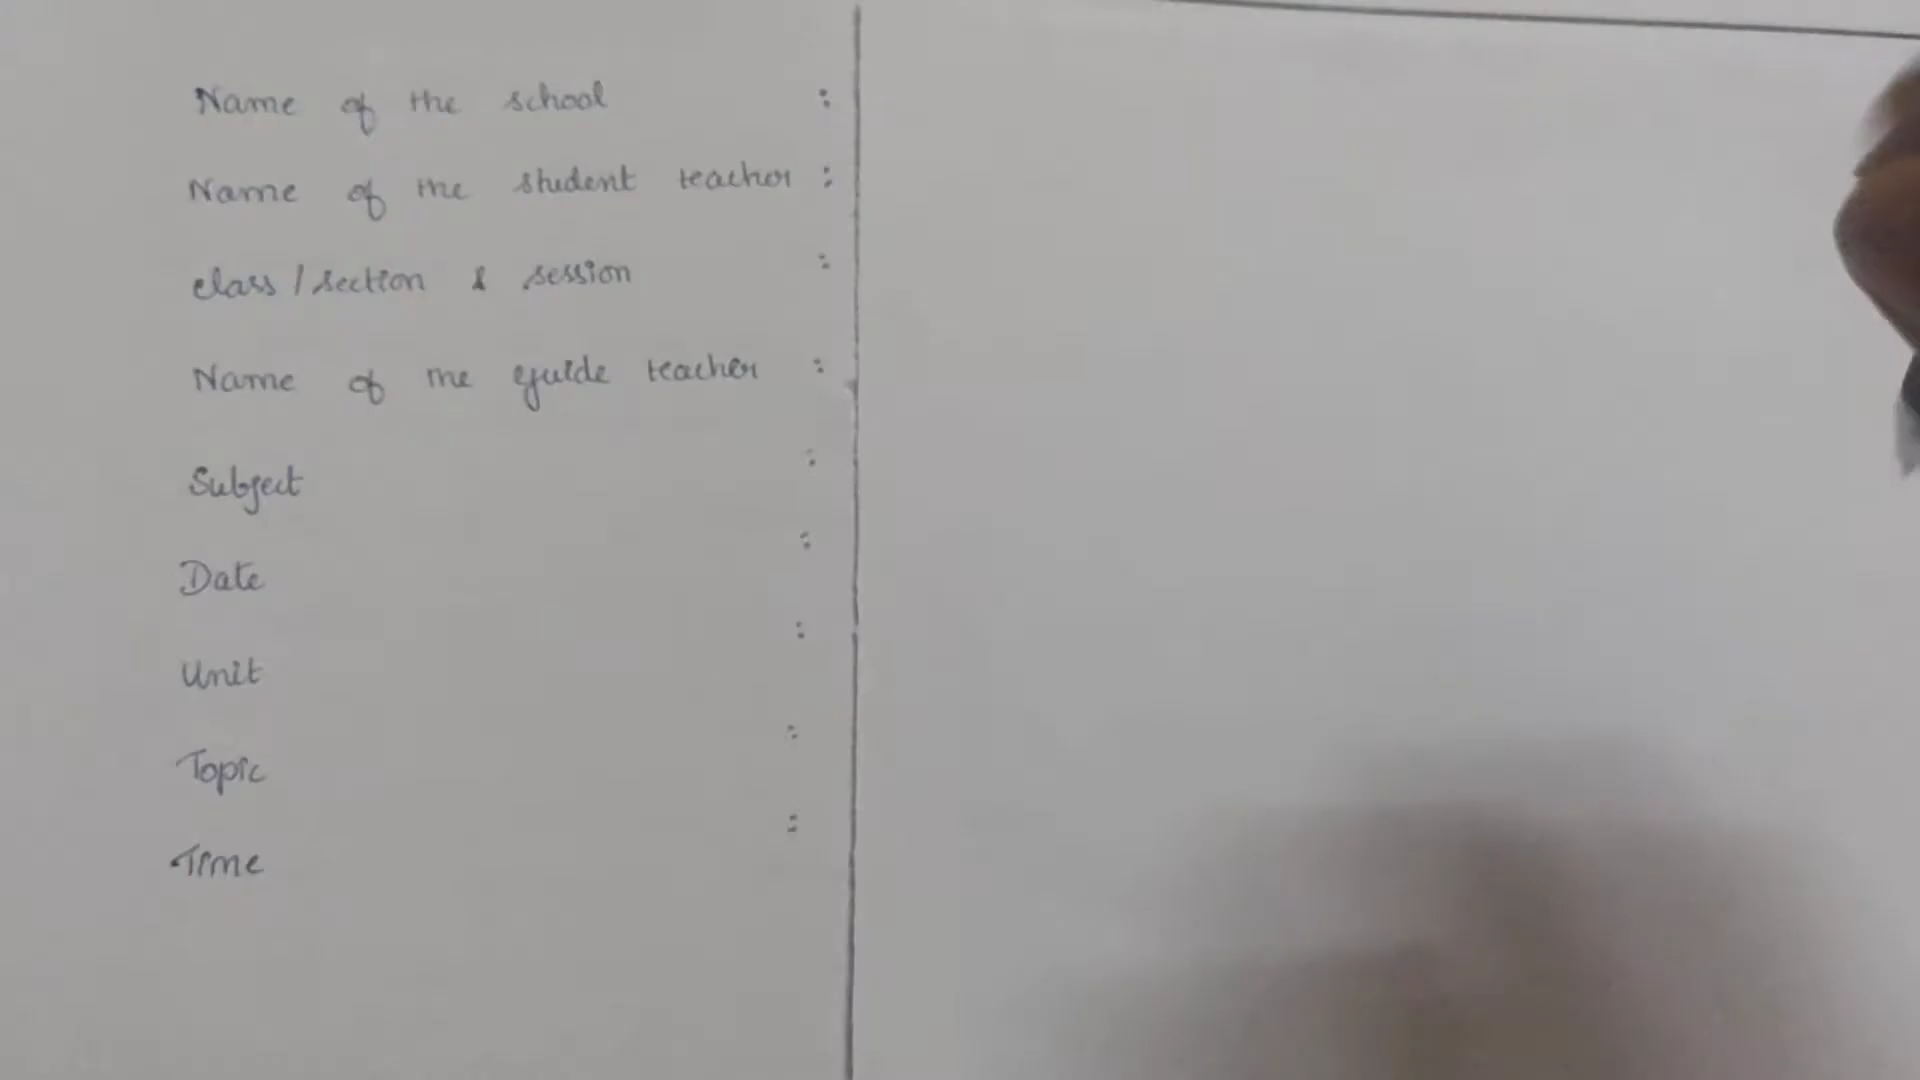 Name of the school :
Name of the student teacher :
class / section & session :
Name of the guide teacher :
Subject :
Date :
Unit :
Topic :
Time :